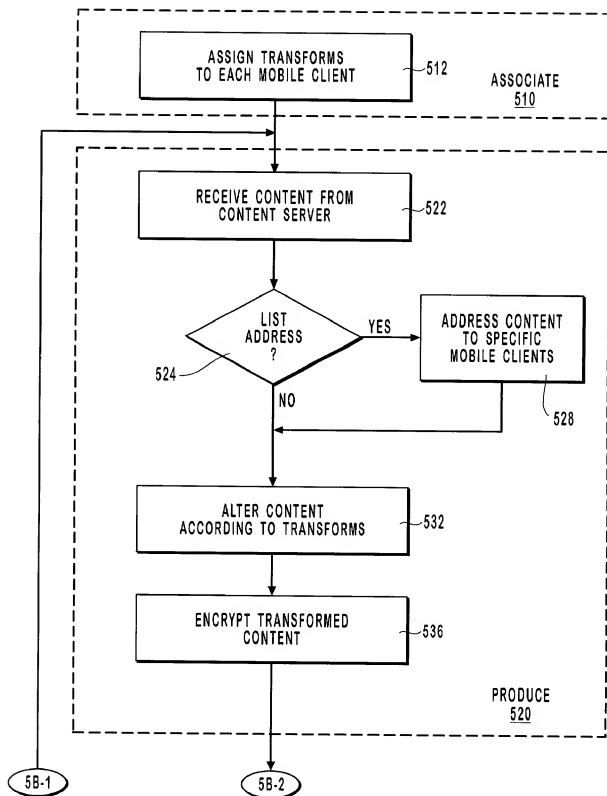 ASSIGN TRANSFORMS
TO EACH MOBILE CLIENT
512
ASSOCIATE
510
RECEIVE CONTENT FROM
CONTENT SERVER
522
LIST
ADDRESS
?
YES
524
NO
ADDRESS CONTENT
TO SPECIFIC
MOBILE CLIENTS
528
ALTER CONTENT
ACCORDING TO TRANSFORMS
532
ENCRYPT TRANSFORMED
CONTENT
536
PRODUCE
520
5B-1
5B-2